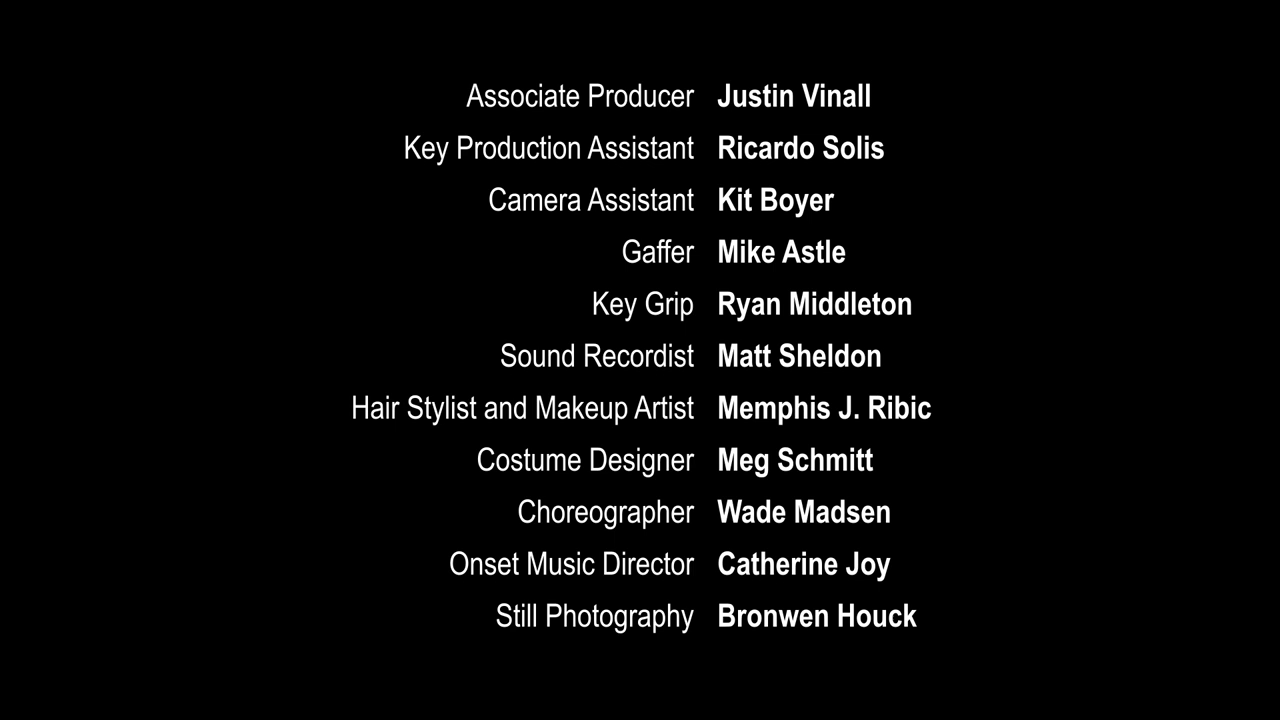 Associate Producer Justin Vinall
Key Production Assistant Ricardo Solis
Camera Assistant Kit Boyer
Gaffer Mike Astle
Key Grip Ryan Middleton
Sound Recordist Matt Sheldon
Hair Stylist and Makeup Artist Memphis J. Ribic
Costume Designer Meg Schmitt
Choreographer Wade Madsen
Onset Music Director Catherine Joy
Still Photography Bronwen Houck